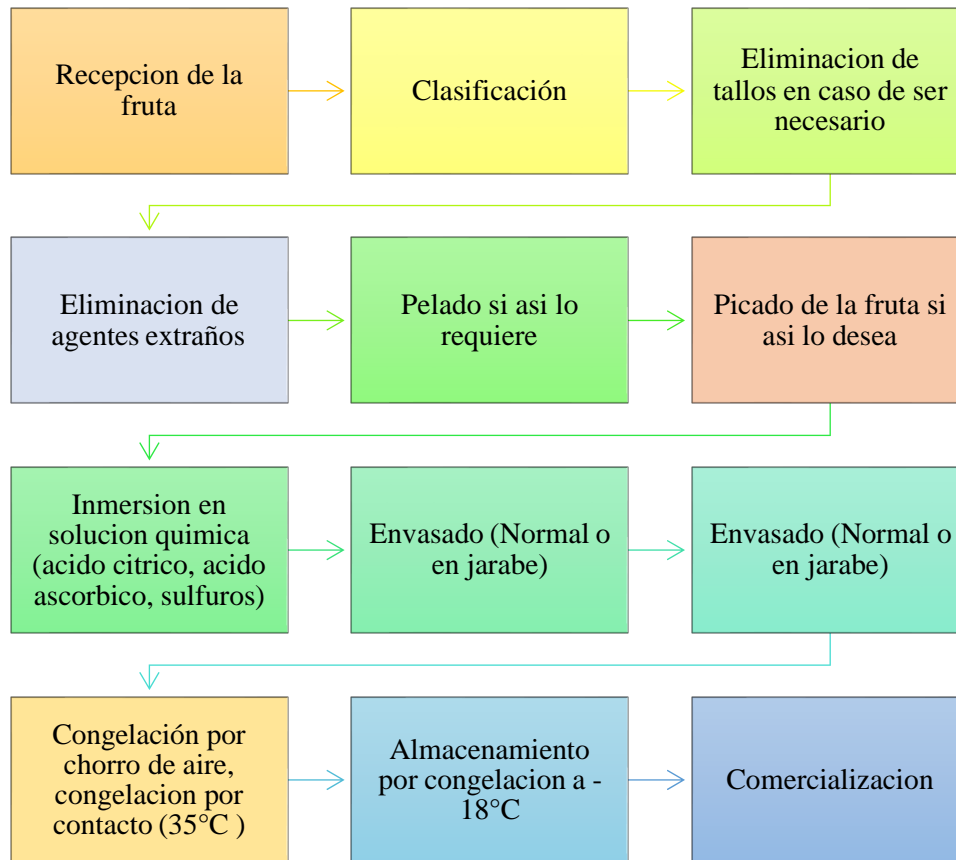 Recepcion de la
fruta
Clasificación
Eliminacion de
tallos en caso de ser
necesario
Eliminacion de
agentes extraños
Pelado si asi lo
requiere
Picado de la fruta si
asi lo desea
Inmersion en
solucion quimica
(acido citrico, acido
ascorbico, sulfuros)
Envasado (Normal o
en jarabe)
Envasado (Normal o
en jarabe)
Congelación por
chorro de aire,
congelacion por
contacto (35°C )
Almacenamiento
por congelacion a -
18°C
Comercializacion